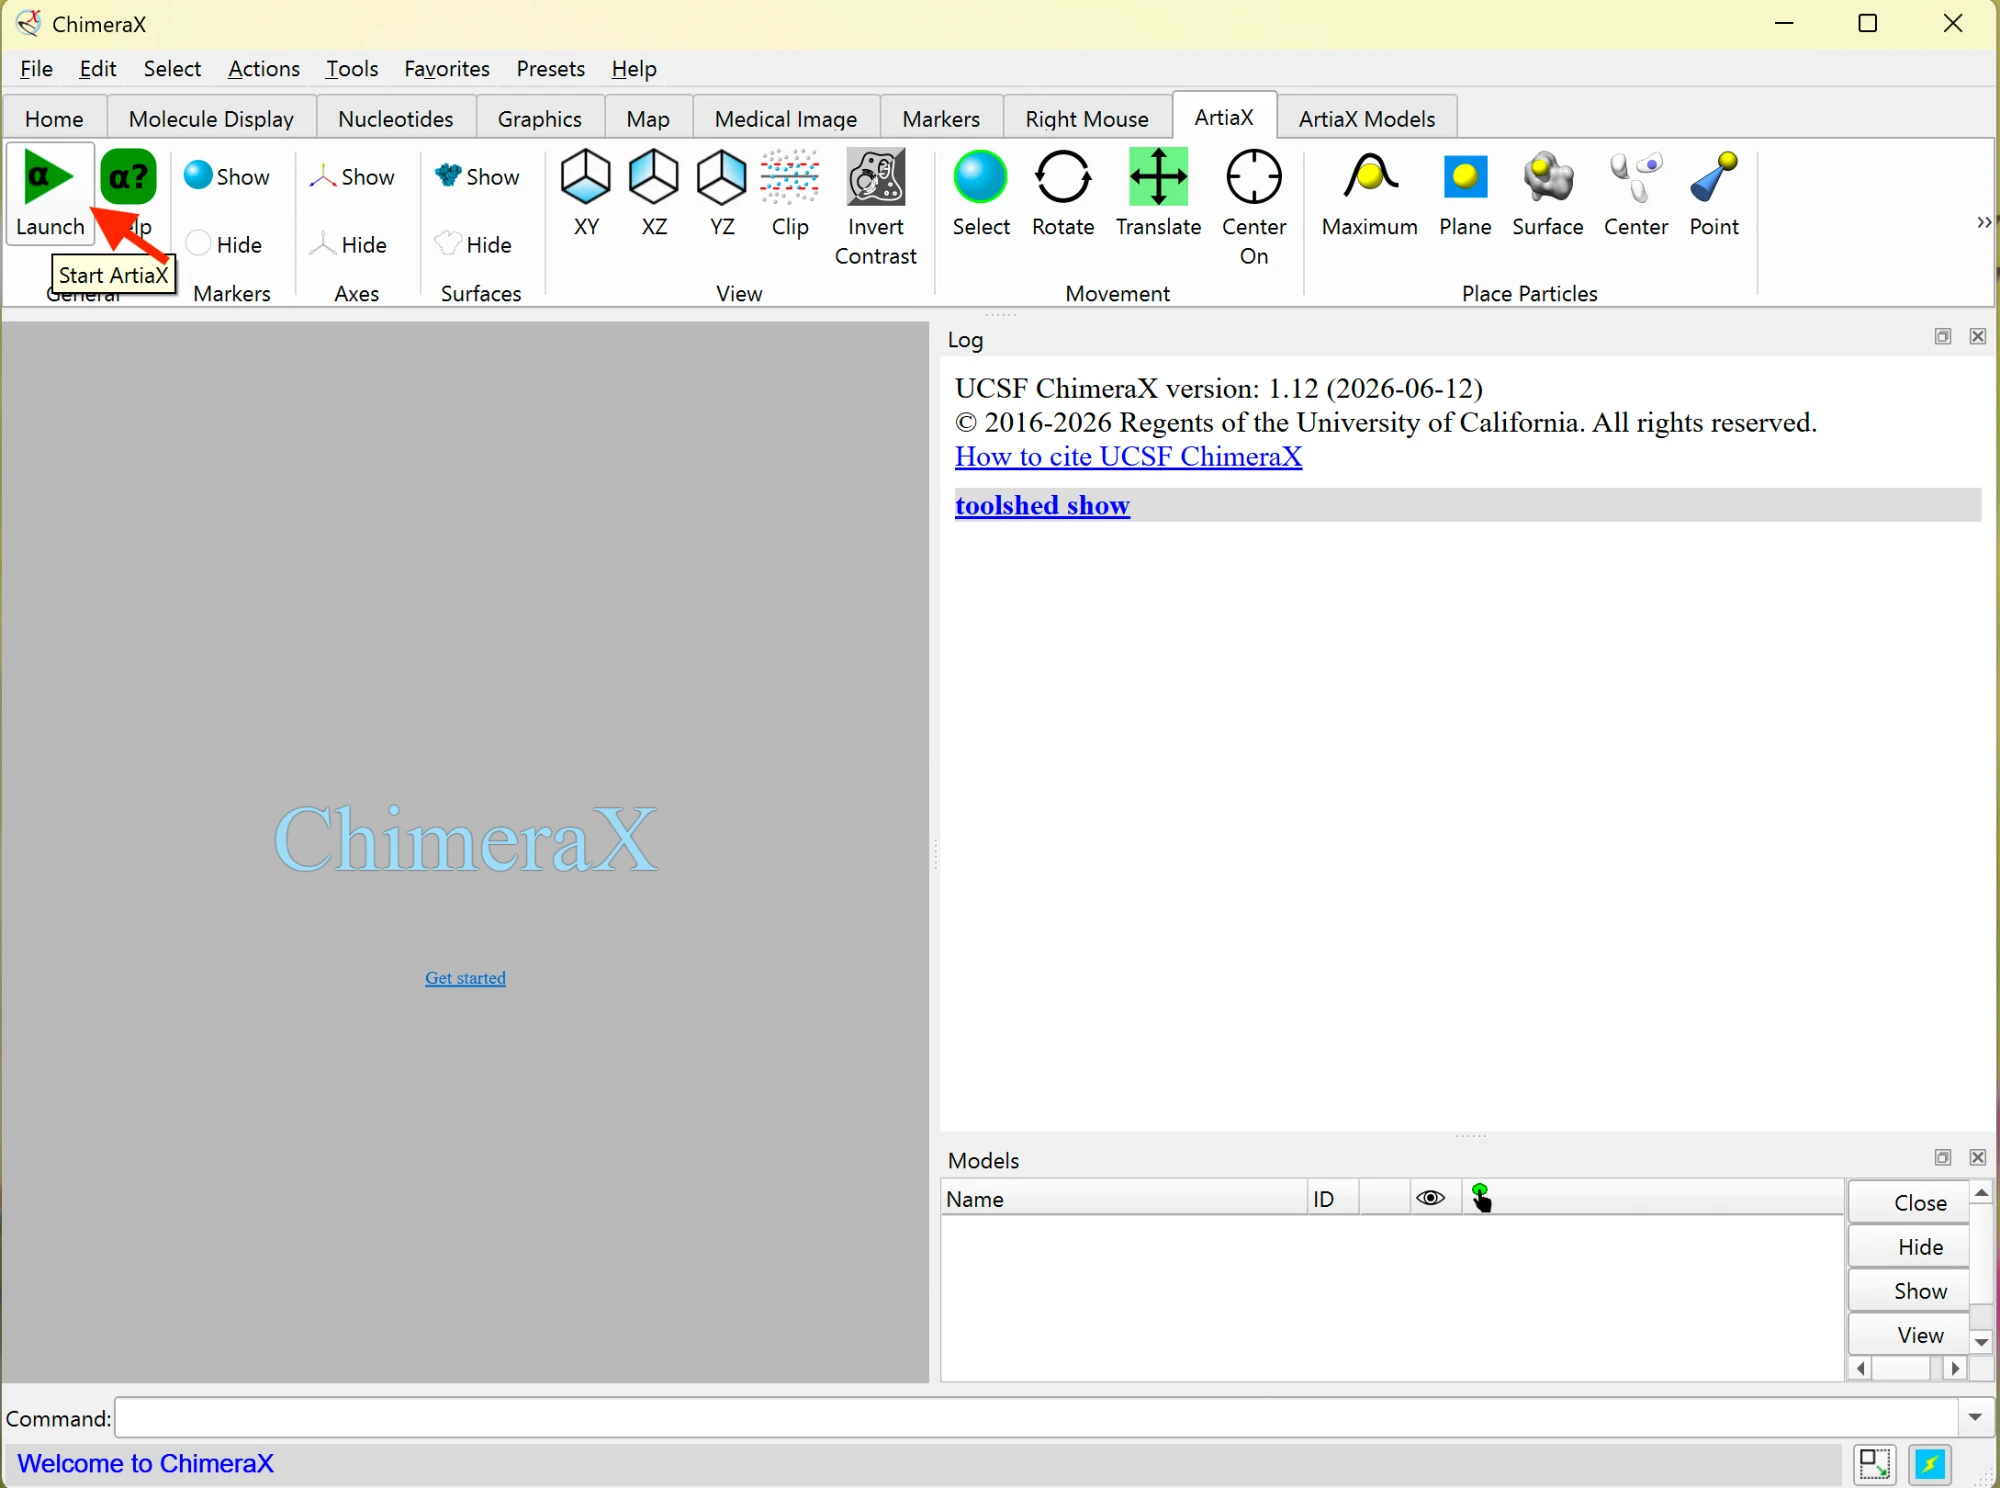 ChimeraX
File Edit Select Actions Tools Favorites Presets Help
Home Molecule Display Nucleotides Graphics Map Medical Image Markers Right Mouse ArtiaX ArtiaX Models
α α? Show Show Show
Launch lp XY XZ YZ Clip Invert Contrast Select Rotate Translate Center On Maximum Plane Surface Center Point
Hide Hide Hide
Start ArtiaX
General Markers Axes Surfaces View Movement Place Particles
Log
UCSF ChimeraX version: 1.12 (2026-06-12)
© 2016-2026 Regents of the University of California. All rights reserved.
How to cite UCSF ChimeraX
toolshed show
ChimeraX
Get started
Models
Name ID
Close
Hide
Show
View
Command:
Welcome to ChimeraX